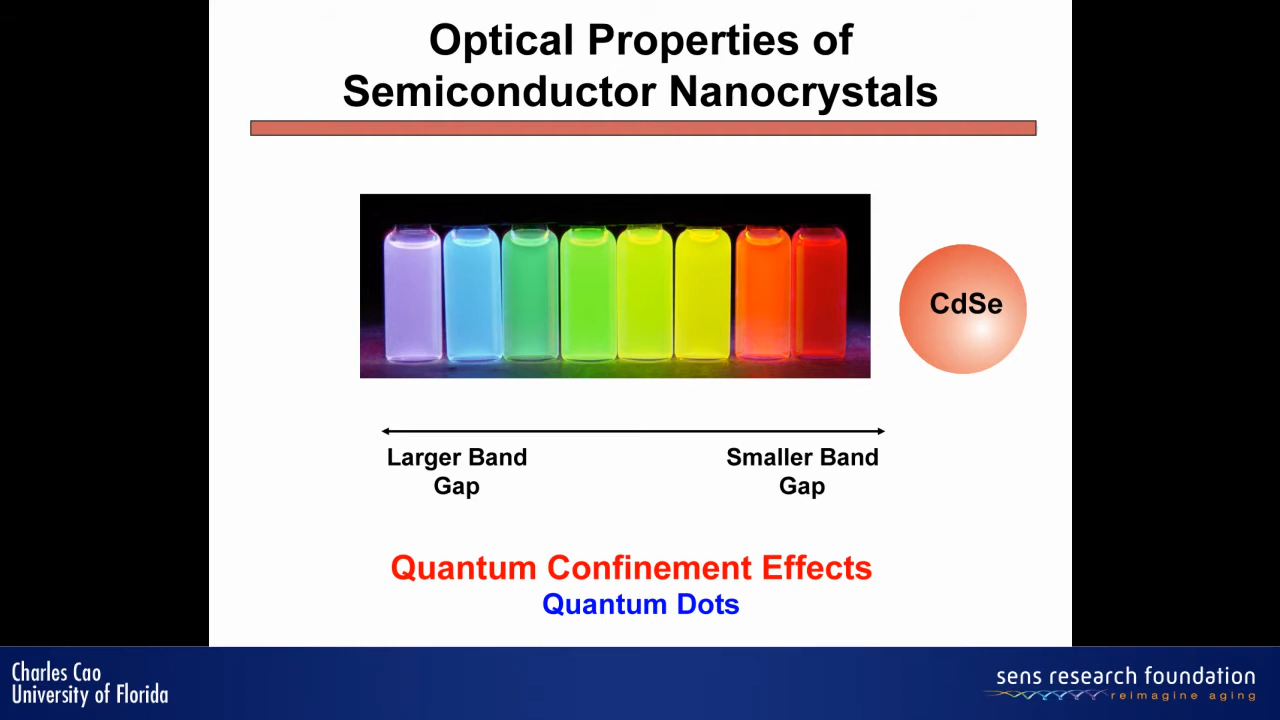 Optical Properties of
Semiconductor Nanocrystals
CdSe
Larger Band
Gap
Smaller Band
Gap
Quantum Confinement Effects
Quantum Dots
Charles Cao
University of Florida
sens research foundation
reimagine aging